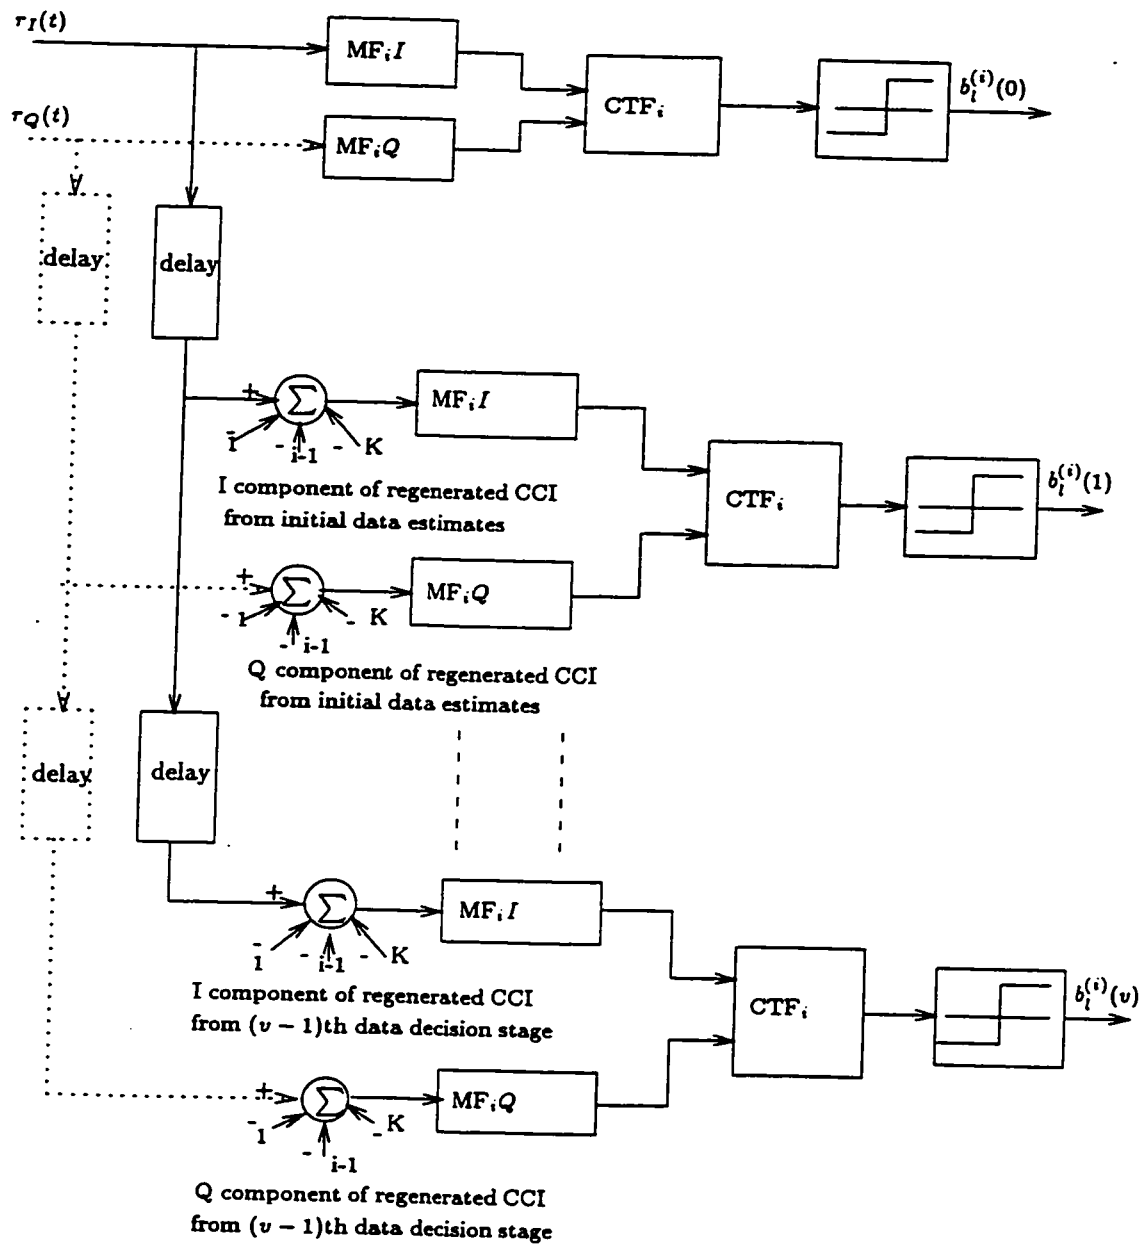 r_I(t)
MF_i I
CTF_i
b_l^{(i)}(0)
r_Q(t)
MF_i Q
delay
delay
+
MF_i I
Σ
- 1
- i-1
- K
CTF_i
b_l^{(i)}(1)
I component of regenerated CCI
from initial data estimates
+
Σ
MF_i Q
- 1
- i-1
- K
Q component of regenerated CCI
from initial data estimates
delay
delay
+
Σ
MF_i I
- 1
- i-1
- K
CTF_i
b_l^{(i)}(v)
I component of regenerated CCI
from (v − 1)th data decision stage
+
Σ
MF_i Q
- 1
- i-1
- K
Q component of regenerated CCI
from (v − 1)th data decision stage